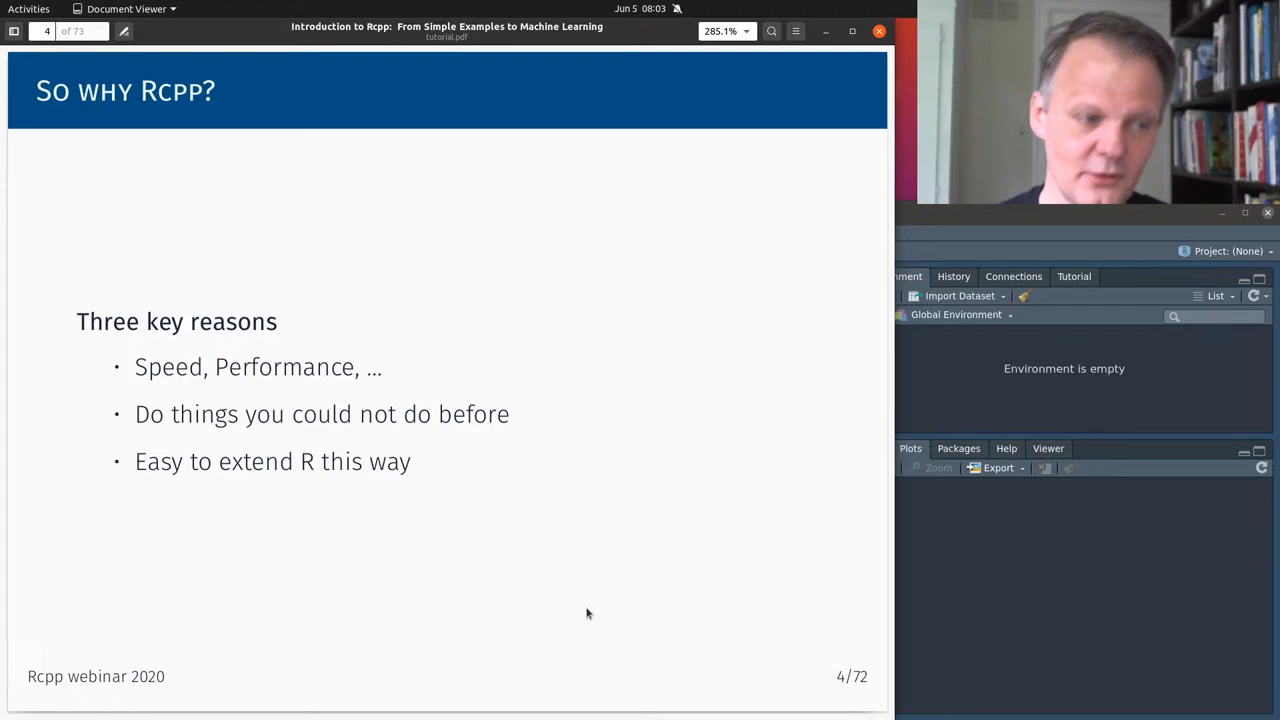 Activities
Document Viewer
Jun 5 08:03
4 of 73
Introduction to Rcpp: From Simple Examples to Machine Learning
tutorial.pdf
285.1%
So why Rcpp?
Three key reasons
• Speed, Performance, ...
• Do things you could not do before
• Easy to extend R this way
Rcpp webinar 2020
4/72
Project: (None)
nment History Connections Tutorial
Import Dataset
List
Global Environment
Environment is empty
Plots Packages Help Viewer
Zoom Export